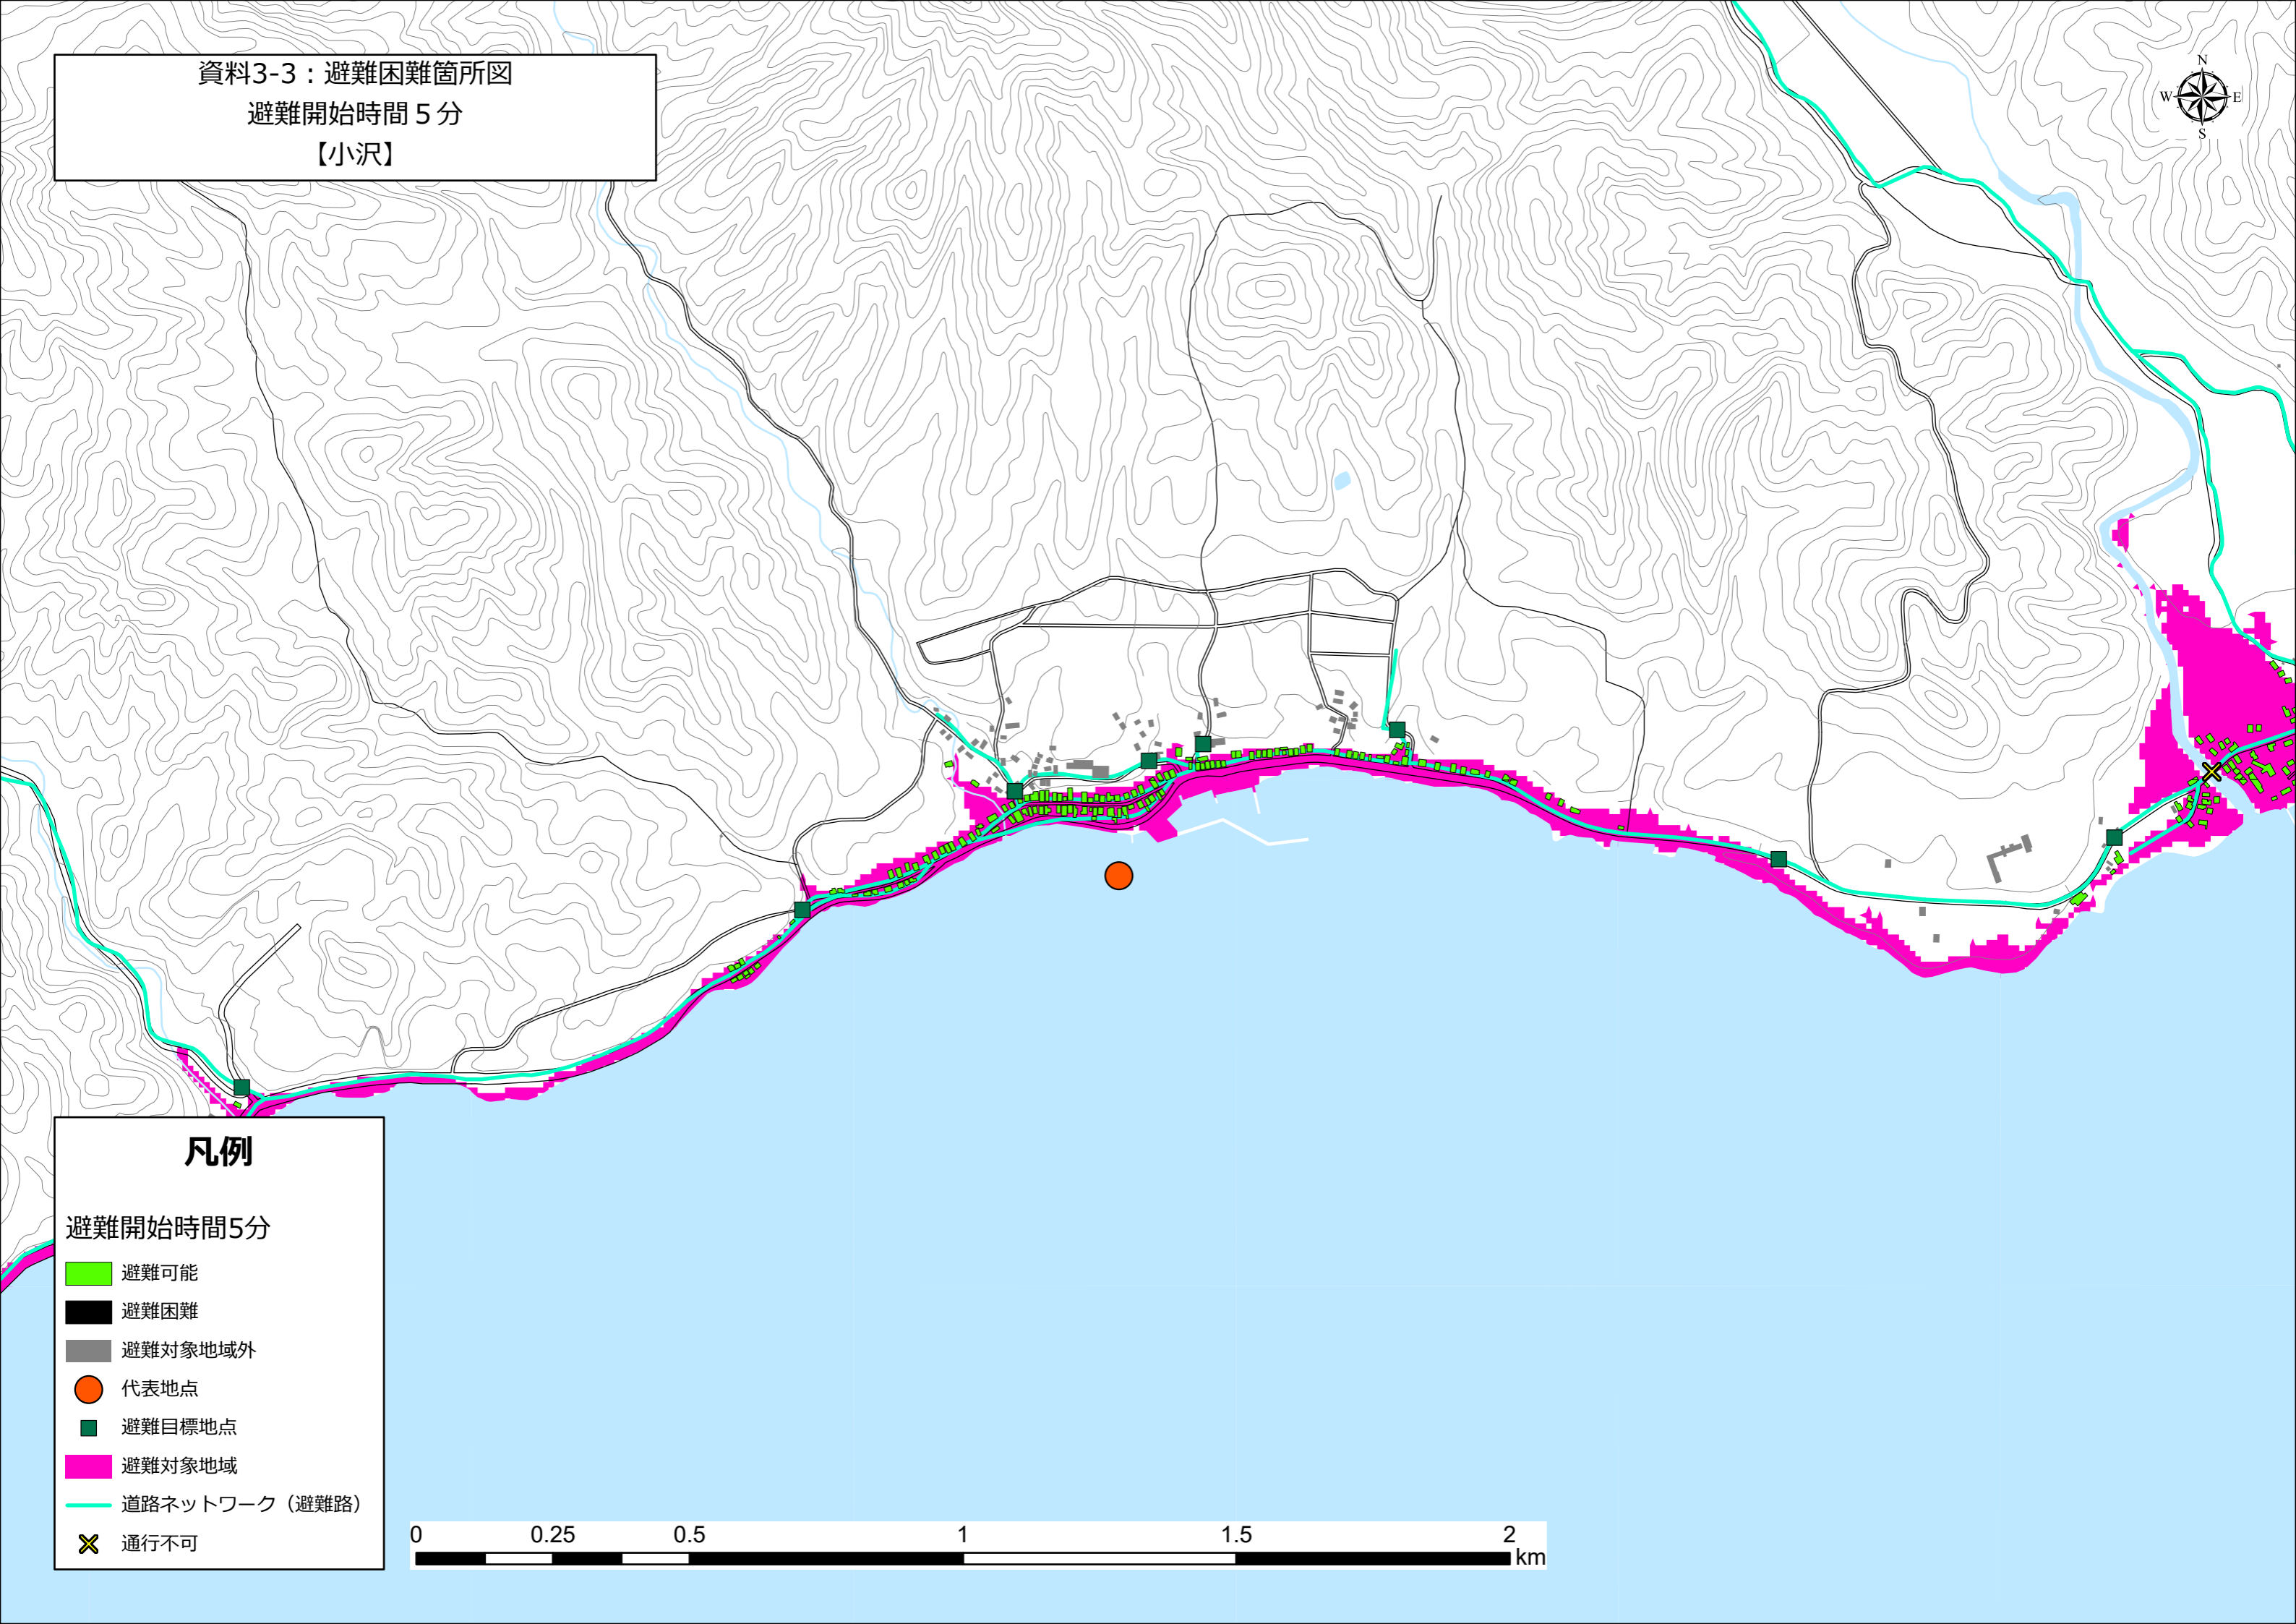 資料3-3：避難困難箇所図
避難開始時間５分
【小沢】
N
W E
S
凡例
避難開始時間5分
避難可能
避難困難
避難対象地域外
代表地点
避難目標地点
避難対象地域
道路ネットワーク（避難路）
通行不可
0 0.25 0.5 1 1.5 2
km